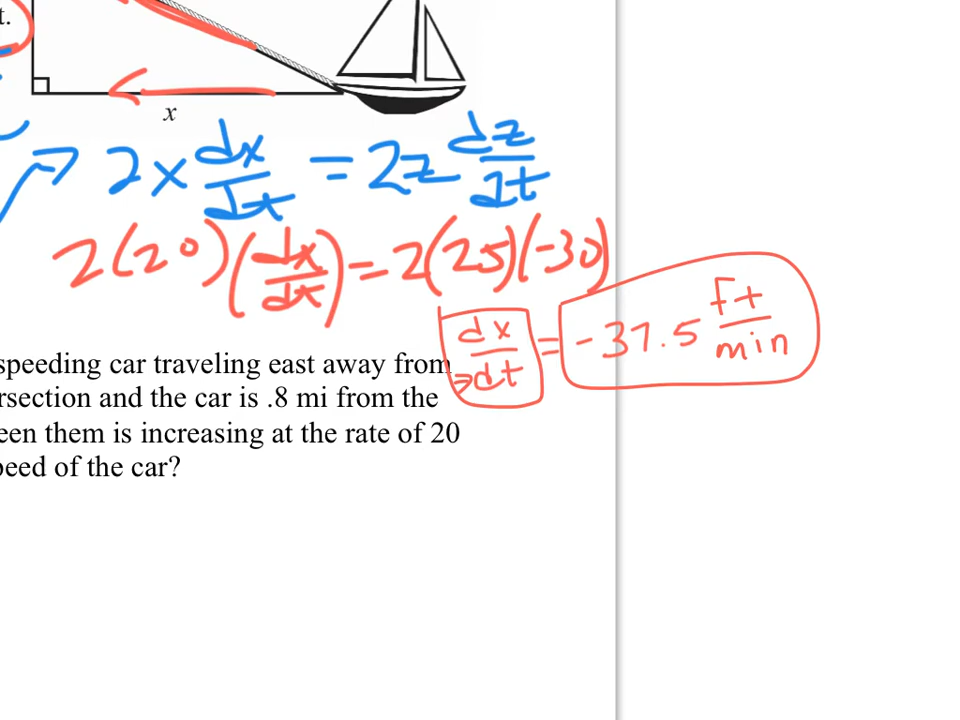 t.
x
2x dx/dt = 2z dz/dt
2(20)(dx/dt) = 2(25)(-30)
⇒ dx/dt = -37.5 ft/min
speeding car traveling east away from
rsection and the car is .8 mi from the
een them is increasing at the rate of 20
peed of the car?